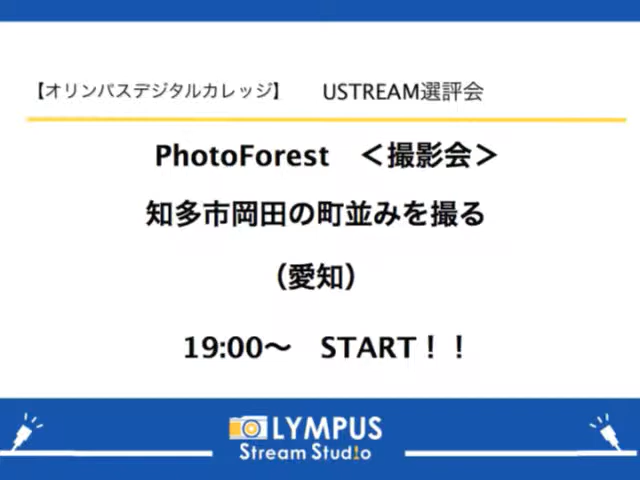 【オリンパスデジタルカレッジ】 USTREAM選評会
PhotoForest ＜撮影会＞
知多市岡田の町並みを撮る
（愛知）
19:00〜 START！！
OLYMPUS
Stream Studio